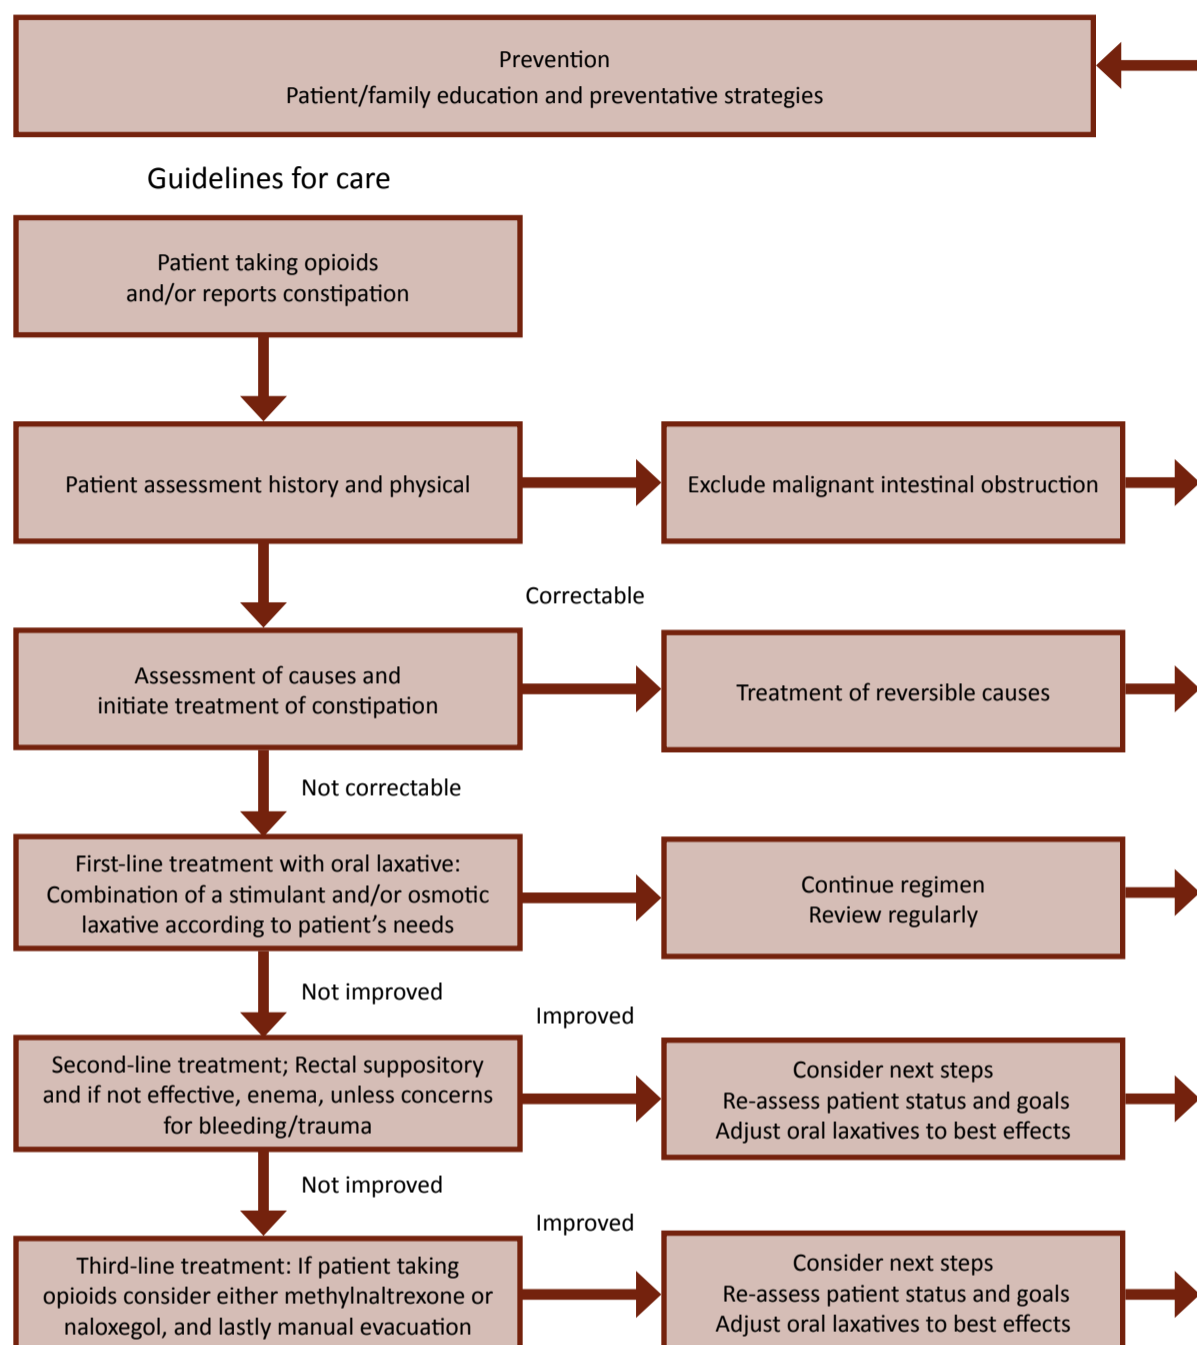 Prevention
Patient/family education and preventative strategies
Guidelines for care
Patient taking opioids
and/or reports constipation
Patient assessment history and physical
Exclude malignant intestinal obstruction
Correctable
Assessment of causes and
initiate treatment of constipation
Treatment of reversible causes
Not correctable
First-line treatment with oral laxative:
Combination of a stimulant and/or osmotic
laxative according to patient’s needs
Continue regimen
Review regularly
Not improved
Improved
Second-line treatment; Rectal suppository
and if not effective, enema, unless concerns
for bleeding/trauma
Consider next steps
Re-assess patient status and goals
Adjust oral laxatives to best effects
Not improved
Improved
Third-line treatment: If patient taking
opioids consider either methylnaltrexone or
naloxegol, and lastly manual evacuation
Consider next steps
Re-assess patient status and goals
Adjust oral laxatives to best effects